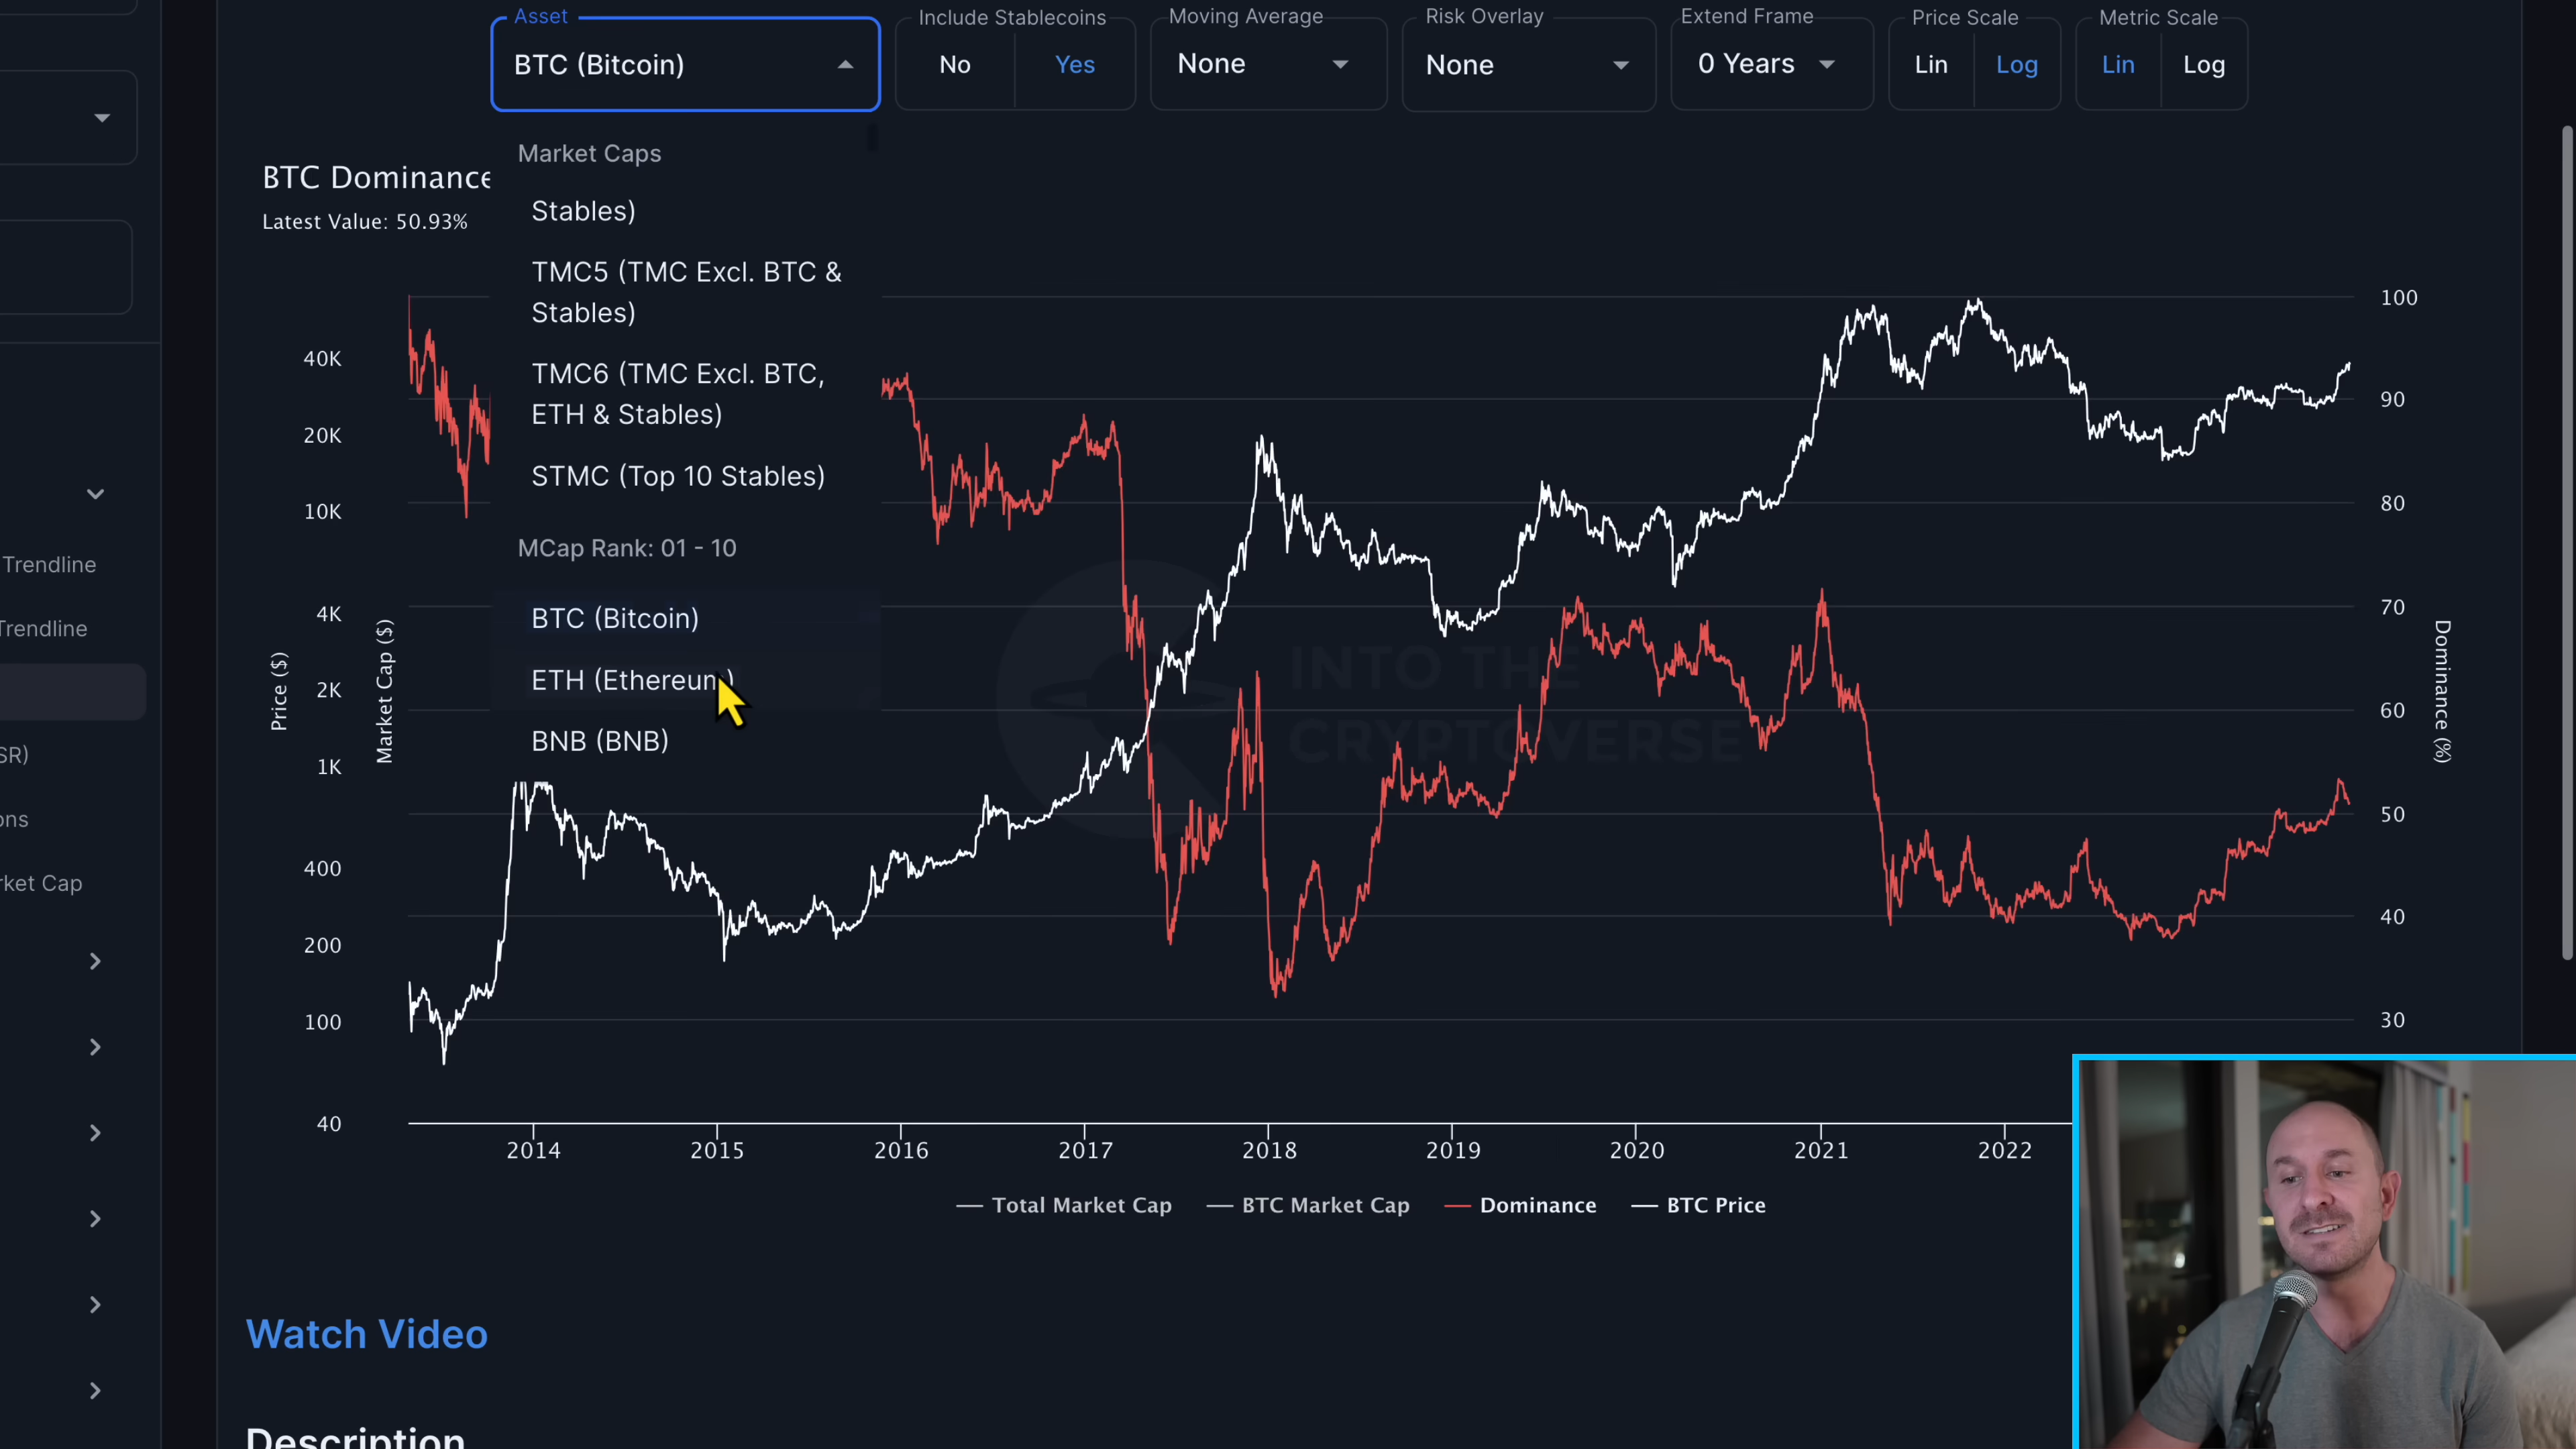 Asset
Include Stablecoins
Moving Average
Risk Overlay
Extend Frame
Price Scale
Metric Scale
BTC (Bitcoin)
No
Yes
None
None
0 Years
Lin
Log
Lin
Log
Market Caps
Stables)
TMC5 (TMC Excl. BTC &
Stables)
TMC6 (TMC Excl. BTC,
ETH & Stables)
STMC (Top 10 Stables)
MCap Rank: 01 - 10
BTC (Bitcoin)
ETH (Ethereum)
BNB (BNB)
BTC Dominance
Latest Value: 50.93%
40K
20K
10K
4K
2K
1K
400
200
100
40
Price ($)
Market Cap ($)
100
90
80
70
60
50
40
30
Dominance (%)
INTO THE
CRYPTOVERSE
2014
2015
2016
2017
2018
2019
2020
2021
2022
Total Market Cap
BTC Market Cap
Dominance
BTC Price
Trendline
Trendline
SR)
ons
rket Cap
Watch Video
Description